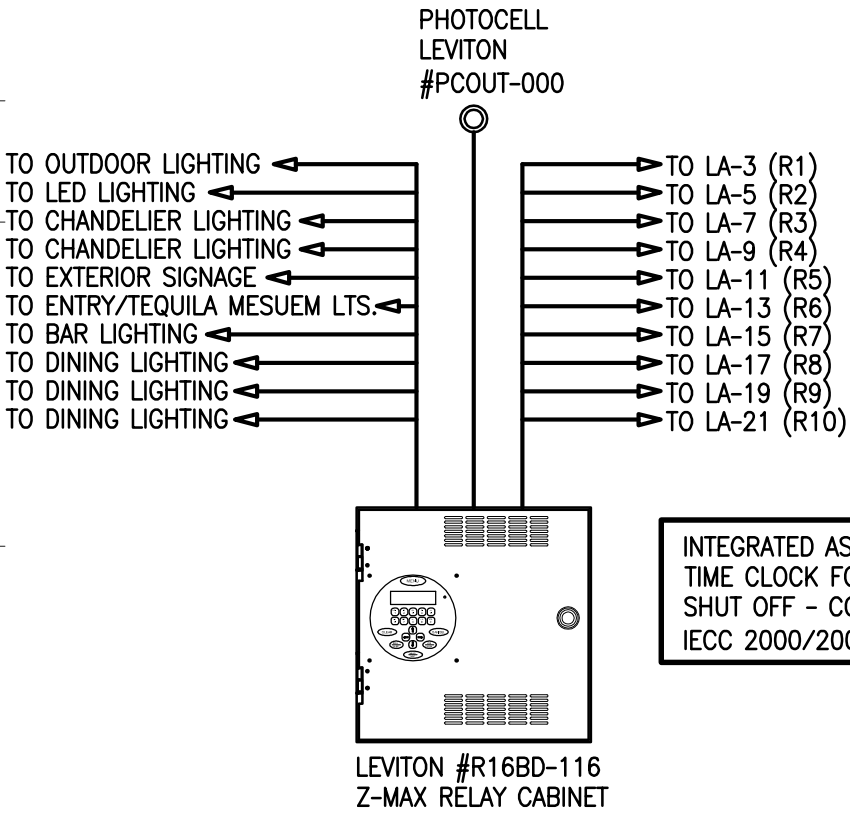 PHOTOCELL
LEVITON
#PCOUT-000
TO OUTDOOR LIGHTING
TO LED LIGHTING
TO CHANDELIER LIGHTING
TO CHANDELIER LIGHTING
TO EXTERIOR SIGNAGE
TO ENTRY/TEQUILA MESUEM LTS.
TO BAR LIGHTING
TO DINING LIGHTING
TO DINING LIGHTING
TO DINING LIGHTING
TO LA-3 (R1)
TO LA-5 (R2)
TO LA-7 (R3)
TO LA-9 (R4)
TO LA-11 (R5)
TO LA-13 (R6)
TO LA-15 (R7)
TO LA-17 (R8)
TO LA-19 (R9)
TO LA-21 (R10)
MENU
INTEGRATED AS
TIME CLOCK FO
SHUT OFF - CO
IECC 2000/200
LEVITON #R16BD-116
Z-MAX RELAY CABINET